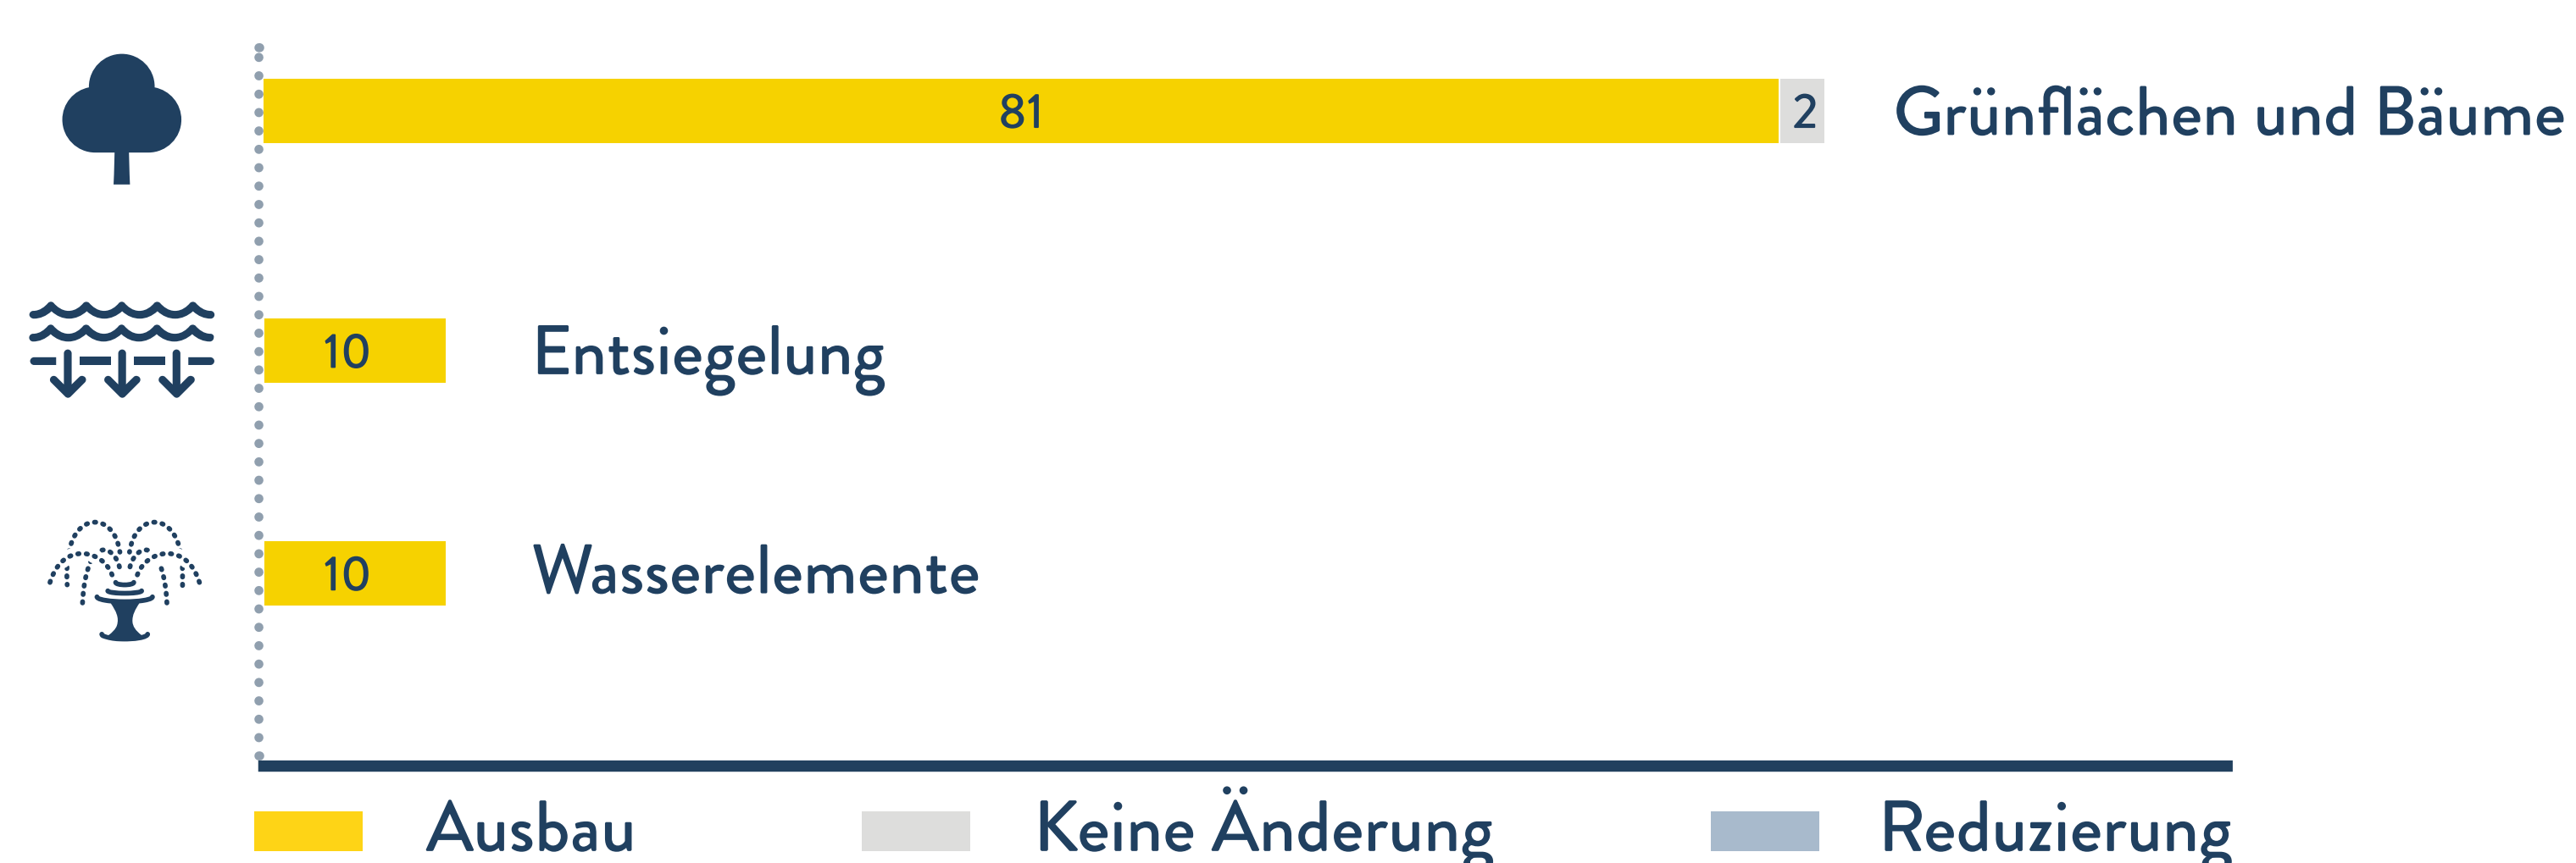 81 2 Grünflächen und Bäume
10 Entsiegelung
10 Wasserelemente
Ausbau Keine Änderung Reduzierung